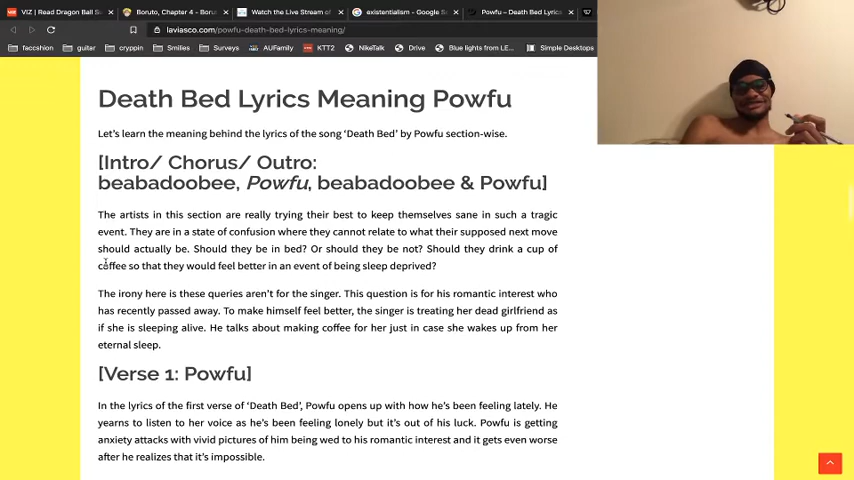 VIZ | Read Dragon Ball S
Boruto, Chapter 4 - Boru
Watch the Live Stream of
existentialism - Google S
Powfu – Death Bed Lyrics
laviasco.com/powfu-death-bed-lyrics-meaning/
faccshion guiter cryppin Smilies Surveys AUFamily KTT2 NikeTalk Drive Blue lights from LE... Simple Desktops
Death Bed Lyrics Meaning Powfu
Let's learn the meaning behind the lyrics of the song 'Death Bed' by Powfu section-wise.
[Intro/ Chorus/ Outro:
beabadoobee, Powfu, beabadoobee & Powfu]
The artists in this section are really trying their best to keep themselves sane in such a tragic
event. They are in a state of confusion where they cannot relate to what their supposed next move
should actually be. Should they be in bed? Or should they be not? Should they drink a cup of
coffee so that they would feel better in an event of being sleep deprived?
The irony here is these queries aren't for the singer. This question is for his romantic interest who
has recently passed away. To make himself feel better, the singer is treating her dead girlfriend as
if she is sleeping alive. He talks about making coffee for her just in case she wakes up from her
eternal sleep.
[Verse 1: Powfu]
In the lyrics of the first verse of 'Death Bed', Powfu opens up with how he's been feeling lately. He
yearns to listen to her voice as he's been feeling lonely but it's out of his luck. Powfu is getting
anxiety attacks with vivid pictures of him being wed to his romantic interest and it gets even worse
after he realizes that it's impossible.